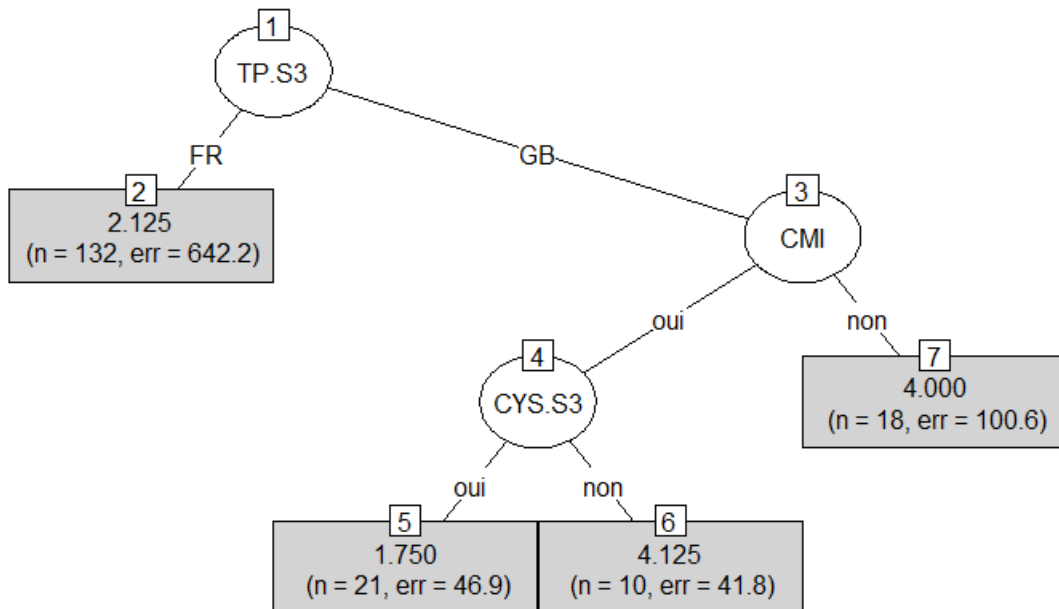 1
TP.S3
FR
GB
2
2.125
(n = 132, err = 642.2)
3
CMI
oui
non
4
CYS.S3
7
4.000
(n = 18, err = 100.6)
oui
non
5
1.750
(n = 21, err = 46.9)
6
4.125
(n = 10, err = 41.8)